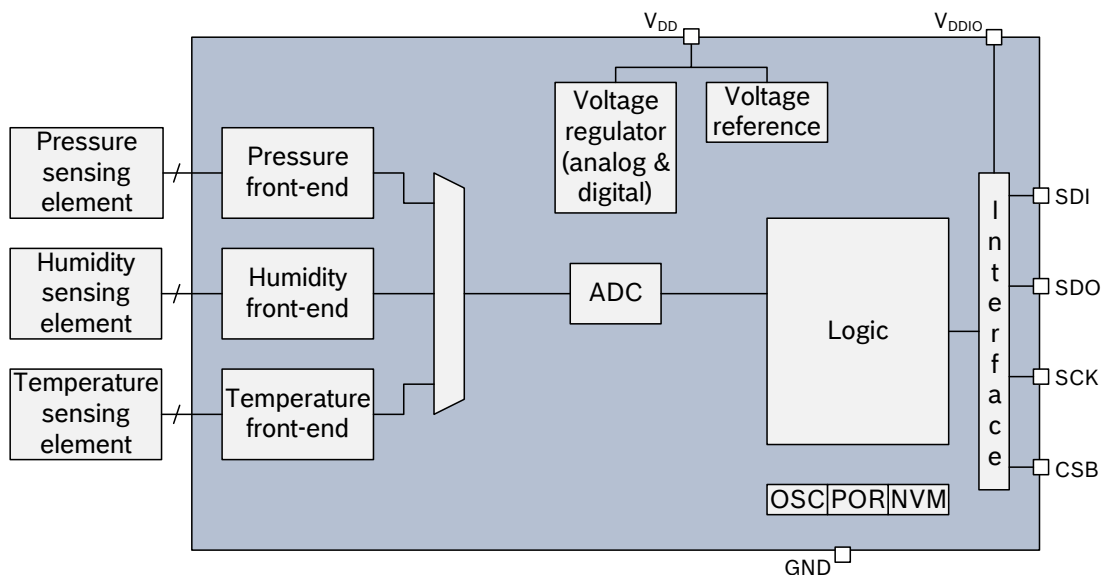 VDD
VDDIO
Voltage
regulator
(analog &
digital)
Voltage
reference
Pressure
sensing
element
Pressure
front-end
Humidity
sensing
element
Humidity
front-end
Temperature
sensing
element
Temperature
front-end
ADC
Logic
Interface
SDI
SDO
SCK
CSB
OSC
POR
NVM
GND